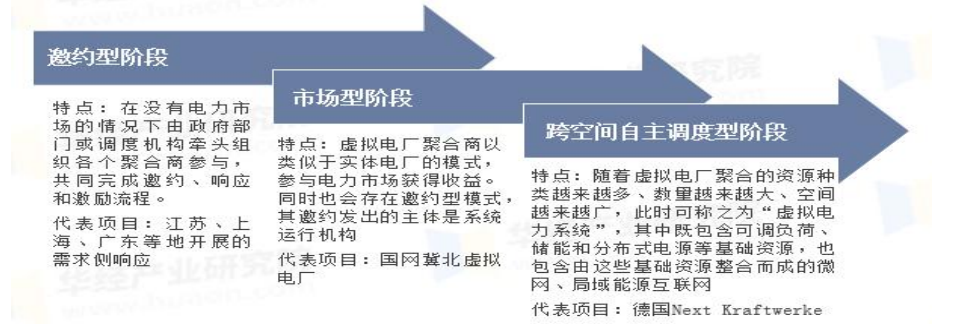 邀约型阶段
特点：在没有电力市
场的情况下由政府部
门或调度机构牵头组
织各个聚合商参与，
共同完成邀约、响应
和激励流程。
代表项目：江苏、上
海、广东等地开展的
需求侧响应
市场型阶段
特点：虚拟电厂聚合商以
类似于实体电厂的模式，
参与电力市场获得收益。
同时也会存在邀约型模式，
其邀约发出的主体是系统
运行机构
代表项目：国网冀北虚拟
电厂
跨空间自主调度型阶段
特点：随着虚拟电厂聚合的资源种
类越来越多、数量越来越大、空间
越来越广，此时可称之为“虚拟电
力系统”，其中既包含可调负荷、
储能和分布式电源等基础资源，也
包含由这些基础资源整合而成的微
网、局域能源互联网
代表项目：德国Next Kraftwerke